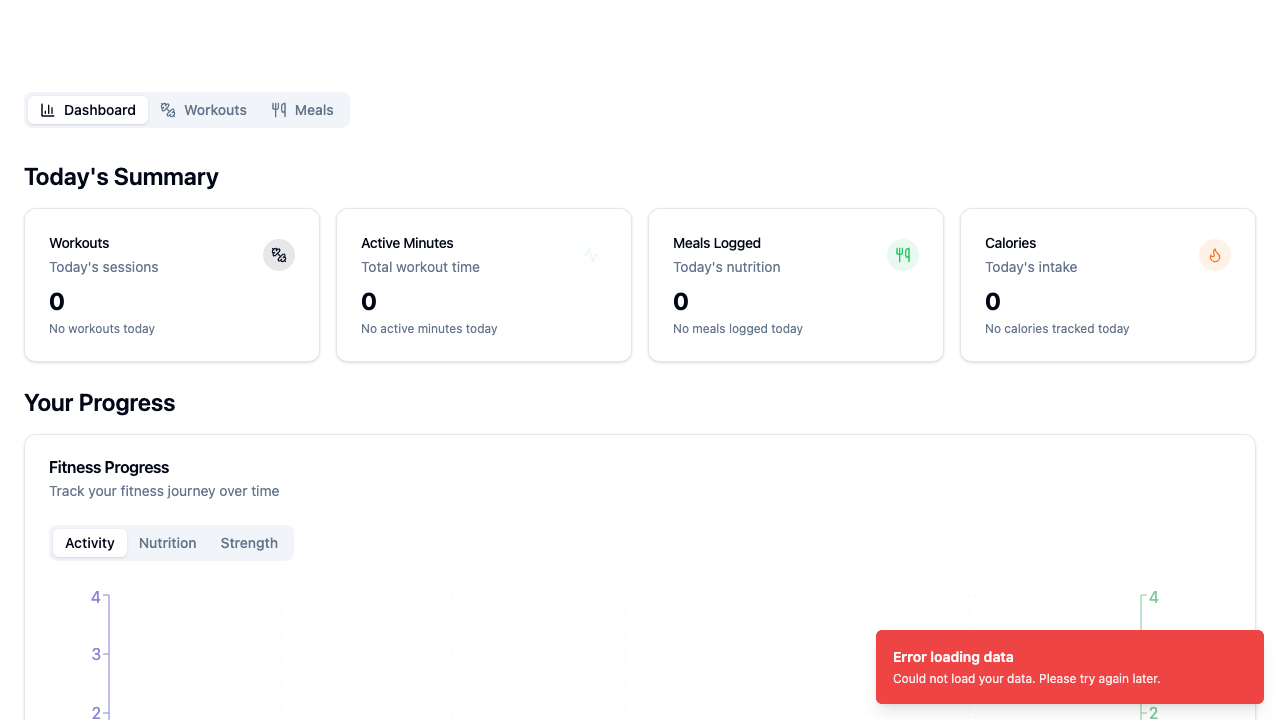 Dashboard
Workouts
Meals
Today's Summary
Workouts
Today's sessions
0
No workouts today
Active Minutes
Total workout time
0
No active minutes today
Meals Logged
Today's nutrition
0
No meals logged today
Calories
Today's intake
0
No calories tracked today
Your Progress
Fitness Progress
Track your fitness journey over time
Activity
Nutrition
Strength
4
3
2
4
2
Error loading data
Could not load your data. Please try again later.